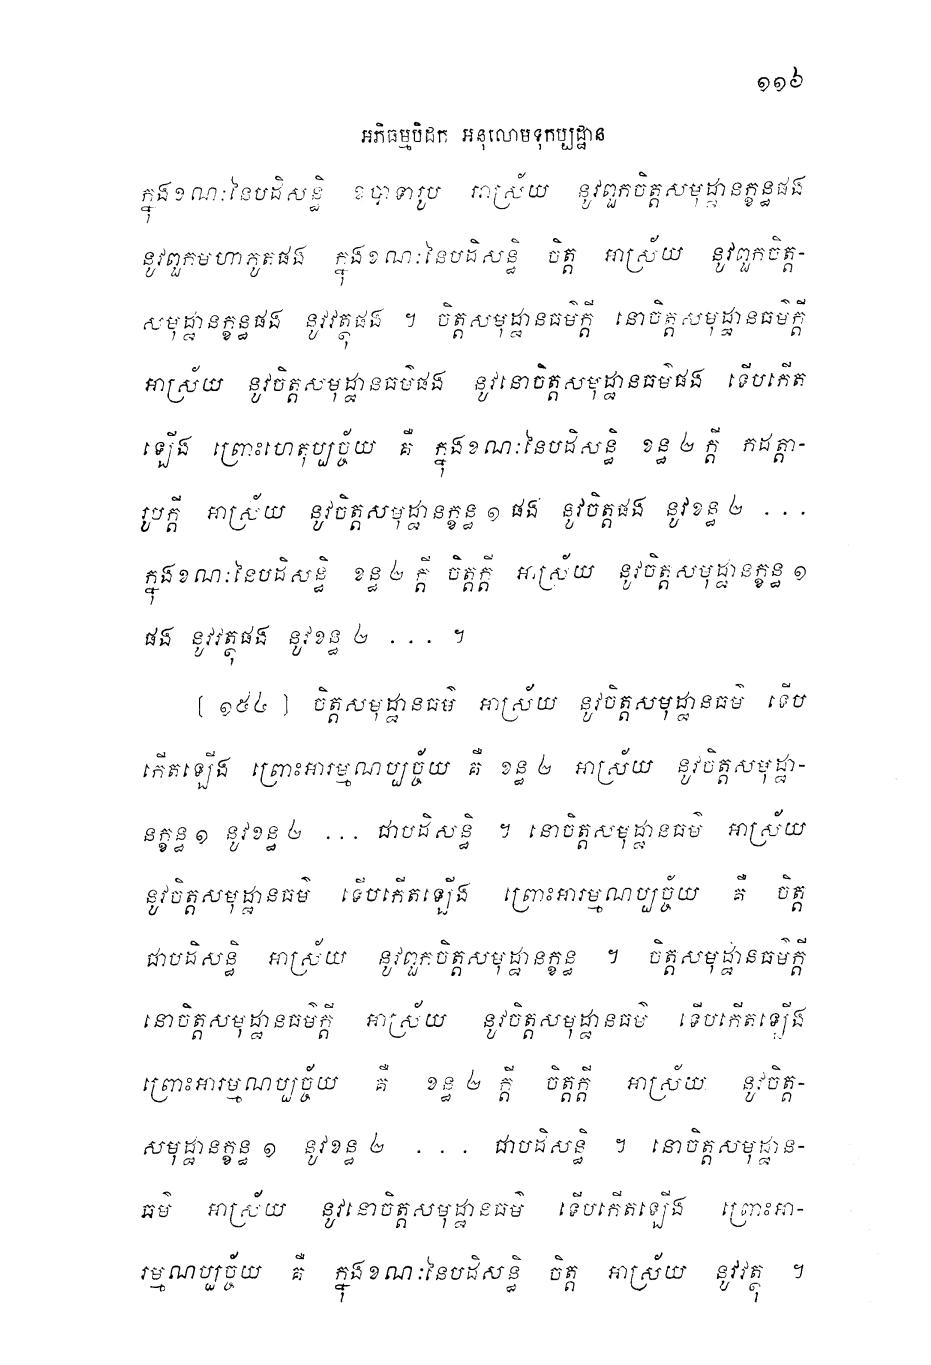 ១១៦
អភិធម្មបិដក អនុលោមទុកប្បដ្ឋាន
ក្នុងខណៈនៃបដិសន្ធិ ឧបាទារូប អាស្រ័យ នូវពួកចិត្តសមុដ្ឋានក្ខន្ធផង
នូវពួកមហាភូតផង ក្នុងខណៈនៃបដិសន្ធិ ចិត្ត អាស្រ័យ នូវពួកចិត្ត-
សមុដ្ឋានក្ខន្ធផង នូវវត្ថុផង ។ ចិត្តសមុដ្ឋានធម៌ក្តី នោចិត្តសមុដ្ឋានធម៌ក្តី
អាស្រ័យ នូវចិត្តសមុដ្ឋានធម៌ផង នូវនោចិត្តសមុដ្ឋានធម៌ផង ទើបកើត
ឡើង ព្រោះហេតុប្បច្ច័យ គឺ ក្នុងខណៈនៃបដិសន្ធិ ខន្ធ ២ ក្តី កដត្តា-
រូបក្តី អាស្រ័យ នូវចិត្តសមុដ្ឋានក្ខន្ធ ១ ផង នូវចិត្តផង នូវខន្ធ ២ ...
ក្នុងខណៈនៃបដិសន្ធិ ខន្ធ ២ ក្តី ចិត្តក្តី អាស្រ័យ នូវចិត្តសមុដ្ឋានក្ខន្ធ ១
ផង នូវវត្ថុផង នូវខន្ធ ២ ... ។
[ ១៥៤ ] ចិត្តសមុដ្ឋានធម៌ អាស្រ័យ នូវចិត្តសមុដ្ឋានធម៌ ទើប
កើតឡើង ព្រោះអារម្មណប្បច្ច័យ គឺ ខន្ធ ២ អាស្រ័យ នូវចិត្តសមុដ្ឋា-
នក្ខន្ធ ១ នូវខន្ធ ២ ... ជាបដិសន្ធិ ។ នោចិត្តសមុដ្ឋានធម៌ អាស្រ័យ
នូវចិត្តសមុដ្ឋានធម៌ ទើបកើតឡើង ព្រោះអារម្មណប្បច្ច័យ គឺ ចិត្ត
ជាបដិសន្ធិ អាស្រ័យ នូវពួកចិត្តសមុដ្ឋានក្ខន្ធ ។ ចិត្តសមុដ្ឋានធម៌ក្តី
នោចិត្តសមុដ្ឋានធម៌ក្តី អាស្រ័យ នូវចិត្តសមុដ្ឋានធម៌ ទើបកើតឡើង
ព្រោះអារម្មណប្បច្ច័យ គឺ ខន្ធ ២ ក្តី ចិត្តក្តី អាស្រ័យ នូវចិត្ត-
សមុដ្ឋានក្ខន្ធ ១ នូវខន្ធ ២ ... ជាបដិសន្ធិ ។ នោចិត្តសមុដ្ឋាន-
ធម៌ អាស្រ័យ នូវនោចិត្តសមុដ្ឋានធម៌ ទើបកើតឡើង ព្រោះអា-
រម្មណប្បច្ច័យ គឺ ក្នុងខណៈនៃបដិសន្ធិ ចិត្ត អាស្រ័យ នូវវត្ថុ ។